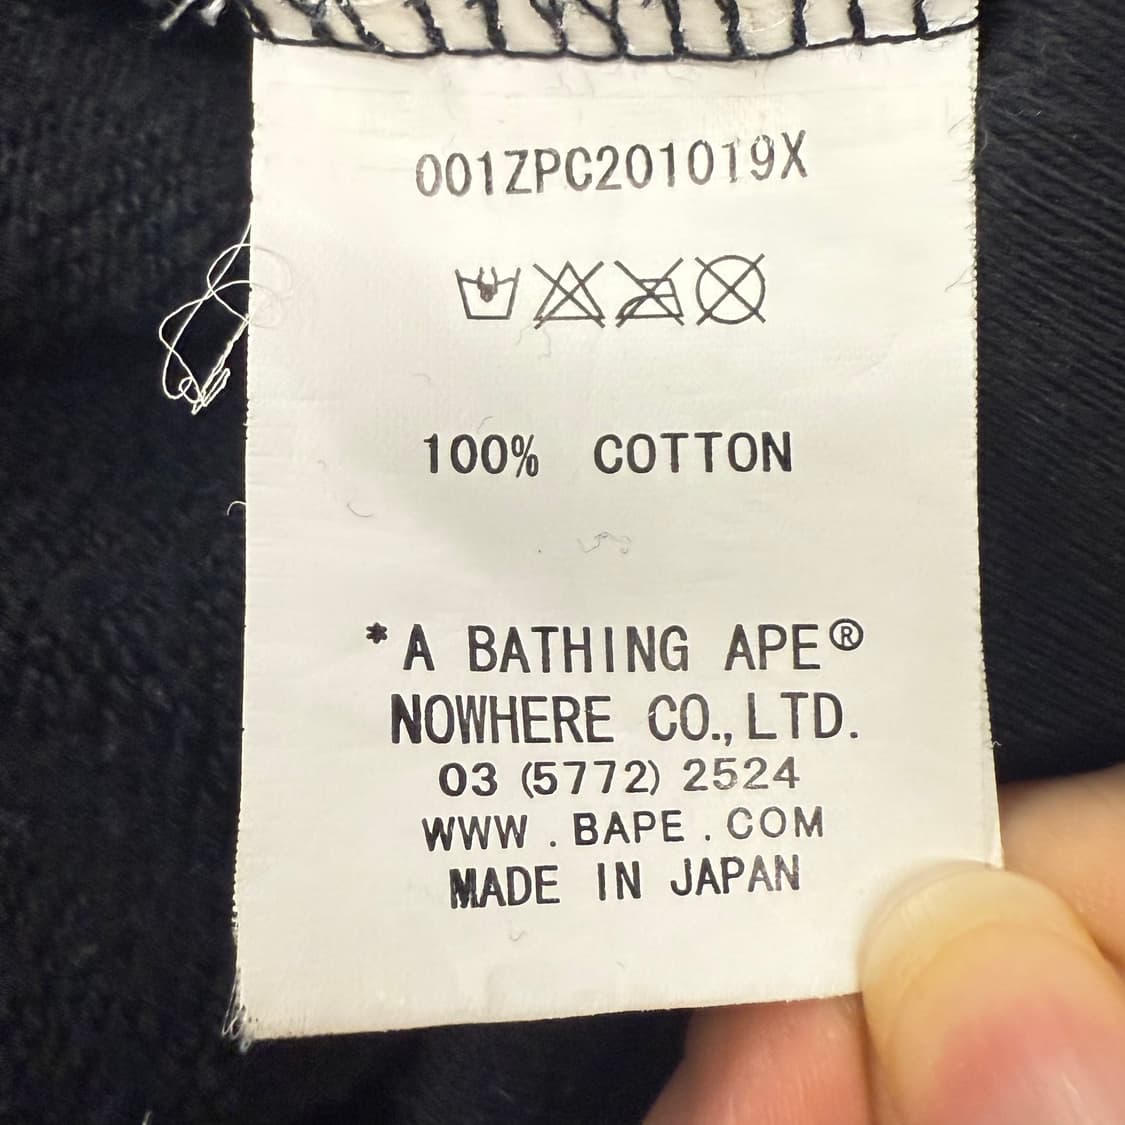 001ZPC201019X
100% COTTON
*A BATHING APE®
NOWHERE CO.,LTD.
03 (5772) 2524
WWW.BAPE.COM
MADE IN JAPAN